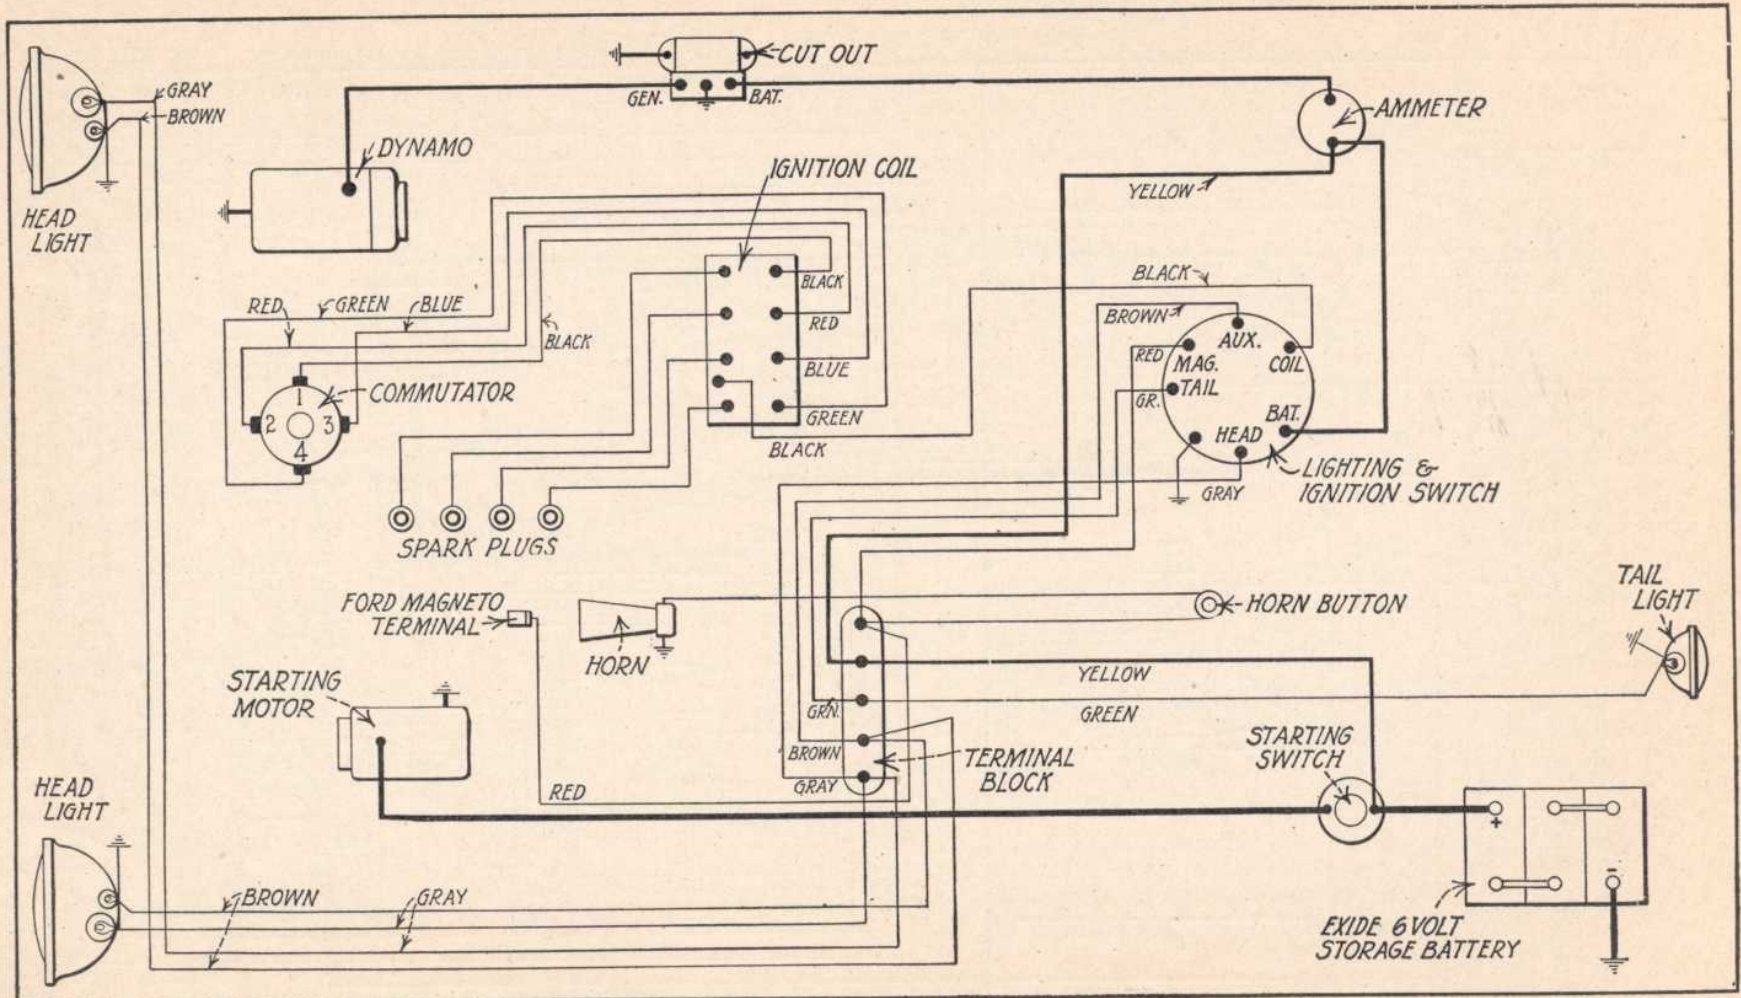 CUT OUT
GEN.
BAT.
GRAY
BROWN
AMMETER
DYNAMO
IGNITION COIL
YELLOW
HEAD
LIGHT
BLACK
BLACK
RED
GREEN
BLUE
BROWN
RED
BLACK
RED
AUX.
MAG.
COIL
BLUE
TAIL
GR.
COMMUTATOR
1
2
3
4
GREEN
BAT.
HEAD
BLACK
LIGHTING &
IGNITION SWITCH
GRAY
SPARK PLUGS
FORD MAGNETO
TERMINAL
HORN BUTTON
TAIL
LIGHT
HORN
YELLOW
STARTING
MOTOR
GRN.
GREEN
BROWN
TERMINAL
BLOCK
STARTING
SWITCH
GRAY
RED
HEAD
LIGHT
+
-
BROWN
GRAY
EXIDE 6 VOLT
STORAGE BATTERY